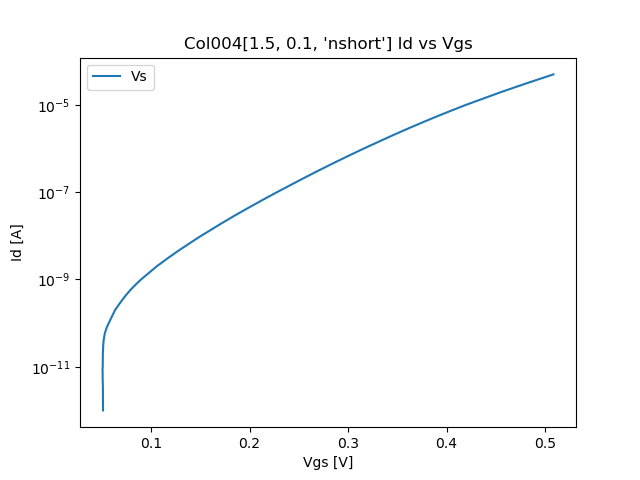 Col004[1.5, 0.1, 'nshort'] Id vs Vgs
Vs
10⁻⁵
10⁻⁷
10⁻⁹
10⁻¹¹
Id [A]
0.1 0.2 0.3 0.4 0.5
Vgs [V]